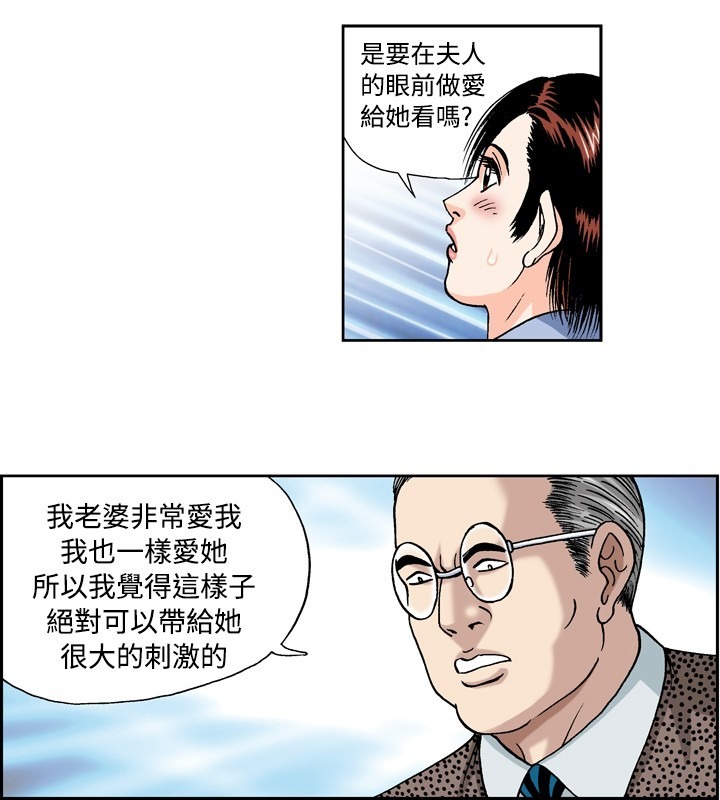 是要在夫人
的眼前做愛
給她看嗎?
我老婆非常愛我
我也一樣愛她
所以我覺得這樣子
絕對可以帶給她
很大的刺激的